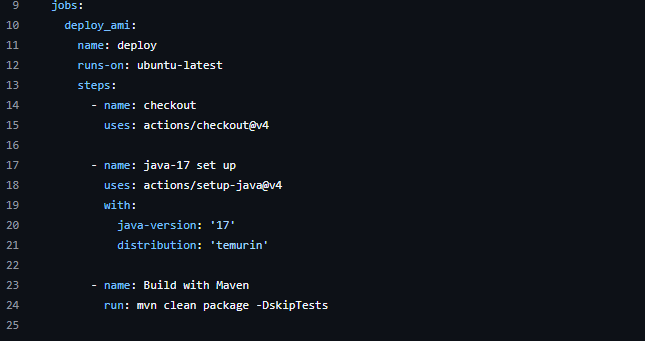 9 jobs:
10 deploy_ami:
11 name: deploy
12 runs-on: ubuntu-latest
13 steps:
14 - name: checkout
15 uses: actions/checkout@v4
16
17 - name: java-17 set up
18 uses: actions/setup-java@v4
19 with:
20 java-version: '17'
21 distribution: 'temurin'
22
23 - name: Build with Maven
24 run: mvn clean package -DskipTests
25